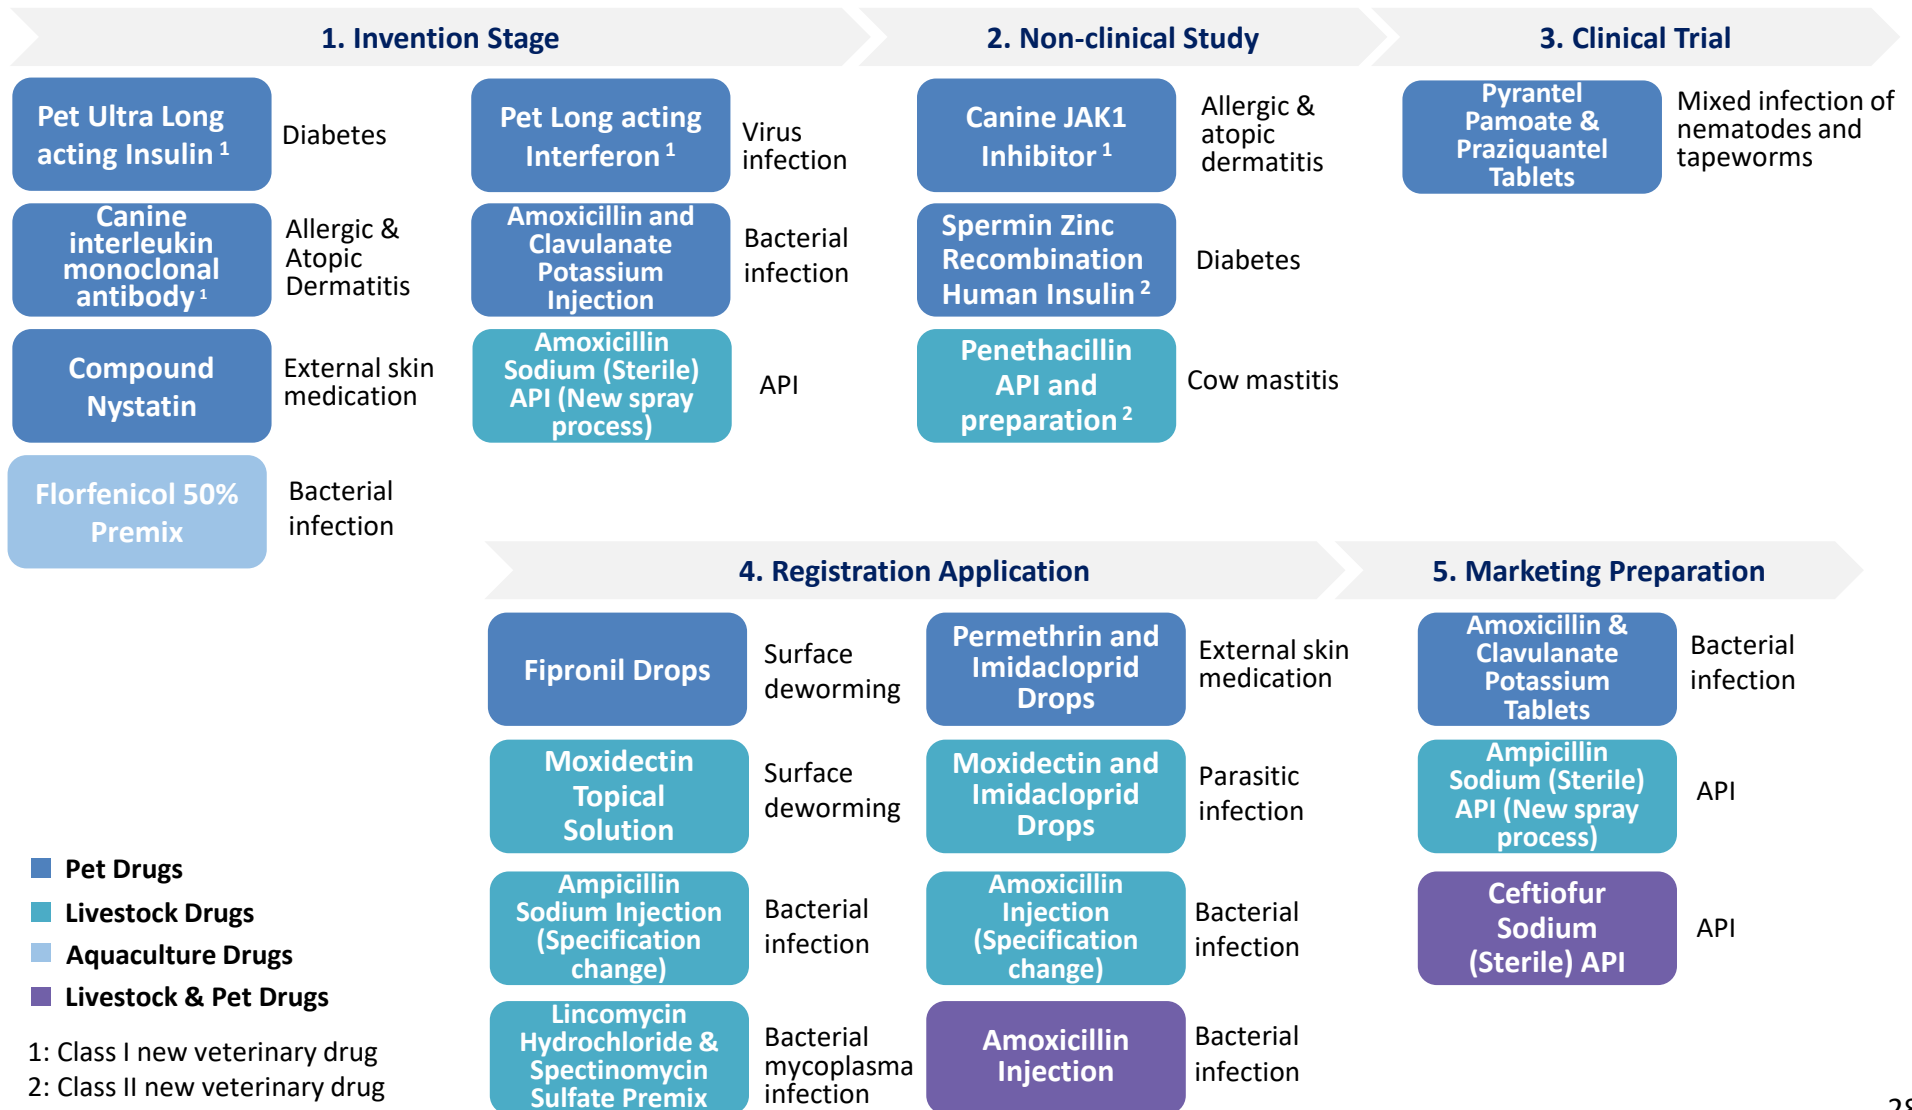 1. Invention Stage
2. Non-clinical Study
3. Clinical Trial
Pet Ultra Long
acting Insulin 1
Diabetes
Pet Long acting
Interferon 1
Virus
infection
Canine JAK1
Inhibitor 1
Allergic &
atopic
dermatitis
Pyrantel
Pamoate &
Praziquantel
Tablets
Mixed infection of
nematodes and
tapeworms
Canine
interleukin
monoclonal
antibody 1
Allergic &
Atopic
Dermatitis
Amoxicillin and
Clavulanate
Potassium
Injection
Bacterial
infection
Spermin Zinc
Recombination
Human Insulin 2
Diabetes
Compound
Nystatin
External skin
medication
Amoxicillin
Sodium (Sterile)
API (New spray
process)
API
Penethacillin
API and
preparation 2
Cow mastitis
Florfenicol 50%
Premix
Bacterial
infection
4. Registration Application
5. Marketing Preparation
Fipronil Drops
Surface
deworming
Permethrin and
Imidacloprid
Drops
External skin
medication
Amoxicillin &
Clavulanate
Potassium
Tablets
Bacterial
infection
Moxidectin
Topical
Solution
Surface
deworming
Moxidectin and
Imidacloprid
Drops
Parasitic
infection
Ampicillin
Sodium (Sterile)
API (New spray
process)
API
Ampicillin
Sodium Injection
(Specification
change)
Bacterial
infection
Amoxicillin
Injection
(Specification
change)
Bacterial
infection
Ceftiofur
Sodium
(Sterile) API
API
Lincomycin
Hydrochloride &
Spectinomycin
Sulfate Premix
Bacterial
mycoplasma
infection
Amoxicillin
Injection
Bacterial
infection
Pet Drugs
Livestock Drugs
Aquaculture Drugs
Livestock & Pet Drugs
1: Class I new veterinary drug
2: Class II new veterinary drug
28